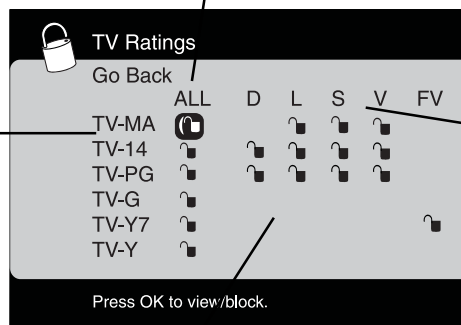 TV Ratings
Go Back
ALL D L S V FV
TV-MA
TV-14
TV-PG
TV-G
TV-Y7
TV-Y
Press OK to view/block.